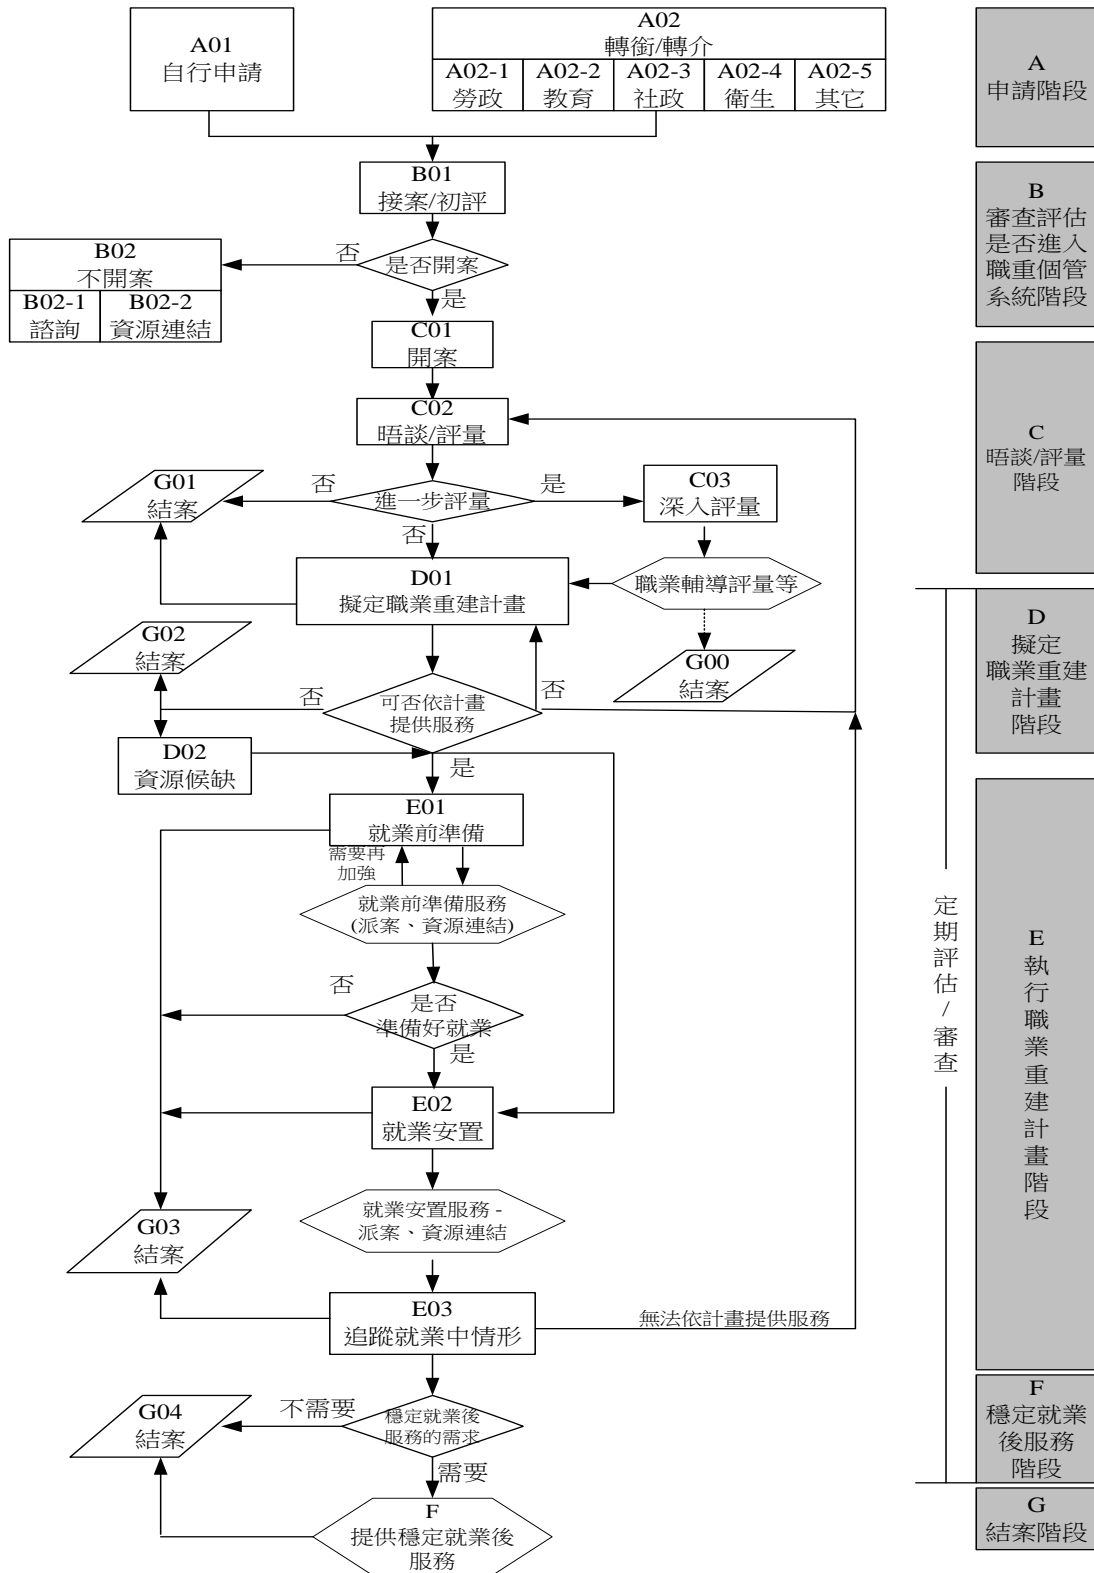 A01
自行申請
A02
轉銜/轉介
A02-1
勞政
A02-2
教育
A02-3
社政
A02-4
衛生
A02-5
其它
A
申請階段
B01
接案/初評
B
審查評估
是否進入
職重個管
系統階段
是否開案
否
是
B02
不開案
B02-1
諮詢
B02-2
資源連結
C01
開案
C02
晤談/評量
C
晤談/評量
階段
進一步評量
否
是
否
G01
結案
C03
深入評量
職業輔導評量等
D01
擬定職業重建計畫
D
擬定
職業重建
計畫
階段
G02
結案
G00
結案
可否依計畫
提供服務
否
否
是
D02
資源候缺
E01
就業前準備
需要再
加強
就業前準備服務
(派案、資源連結)
E
執
行
職
業
重
建
計
畫
階
段
定
期
評
估
/
審
查
是否
準備好就業
否
是
E02
就業安置
就業安置服務-
派案、資源連結
G03
結案
E03
追蹤就業中情形
無法依計畫提供服務
穩定就業後
服務的需求
不需要
需要
G04
結案
F
提供穩定就業後
服務
F
穩定就業
後服務
階段
G
結案階段